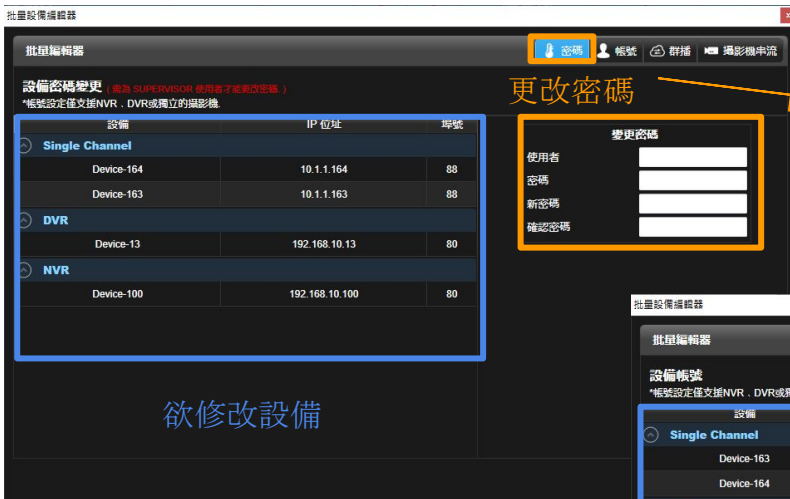 批量設備編輯器
x
批量編輯器
密碼 帳號 群播 攝影機串流
設備密碼變更 (需為 SUPERVISOR 使用者才能更改密碼.)
*帳號設定僅支援NVR、DVR或獨立的攝影機.
更改密碼
設備 IP 位址 埠號
Single Channel
Device-164 10.1.1.164 88
Device-163 10.1.1.163 88
DVR
Device-13 192.168.10.13 80
NVR
Device-100 192.168.10.100 80
變更密碼
使用者
密碼
新密碼
確認密碼
欲修改設備
批量設備編輯器
批量編輯器
設備帳號
*帳號設定僅支援NVR、DVR或
設備
Single Channel
Device-163
Device-164